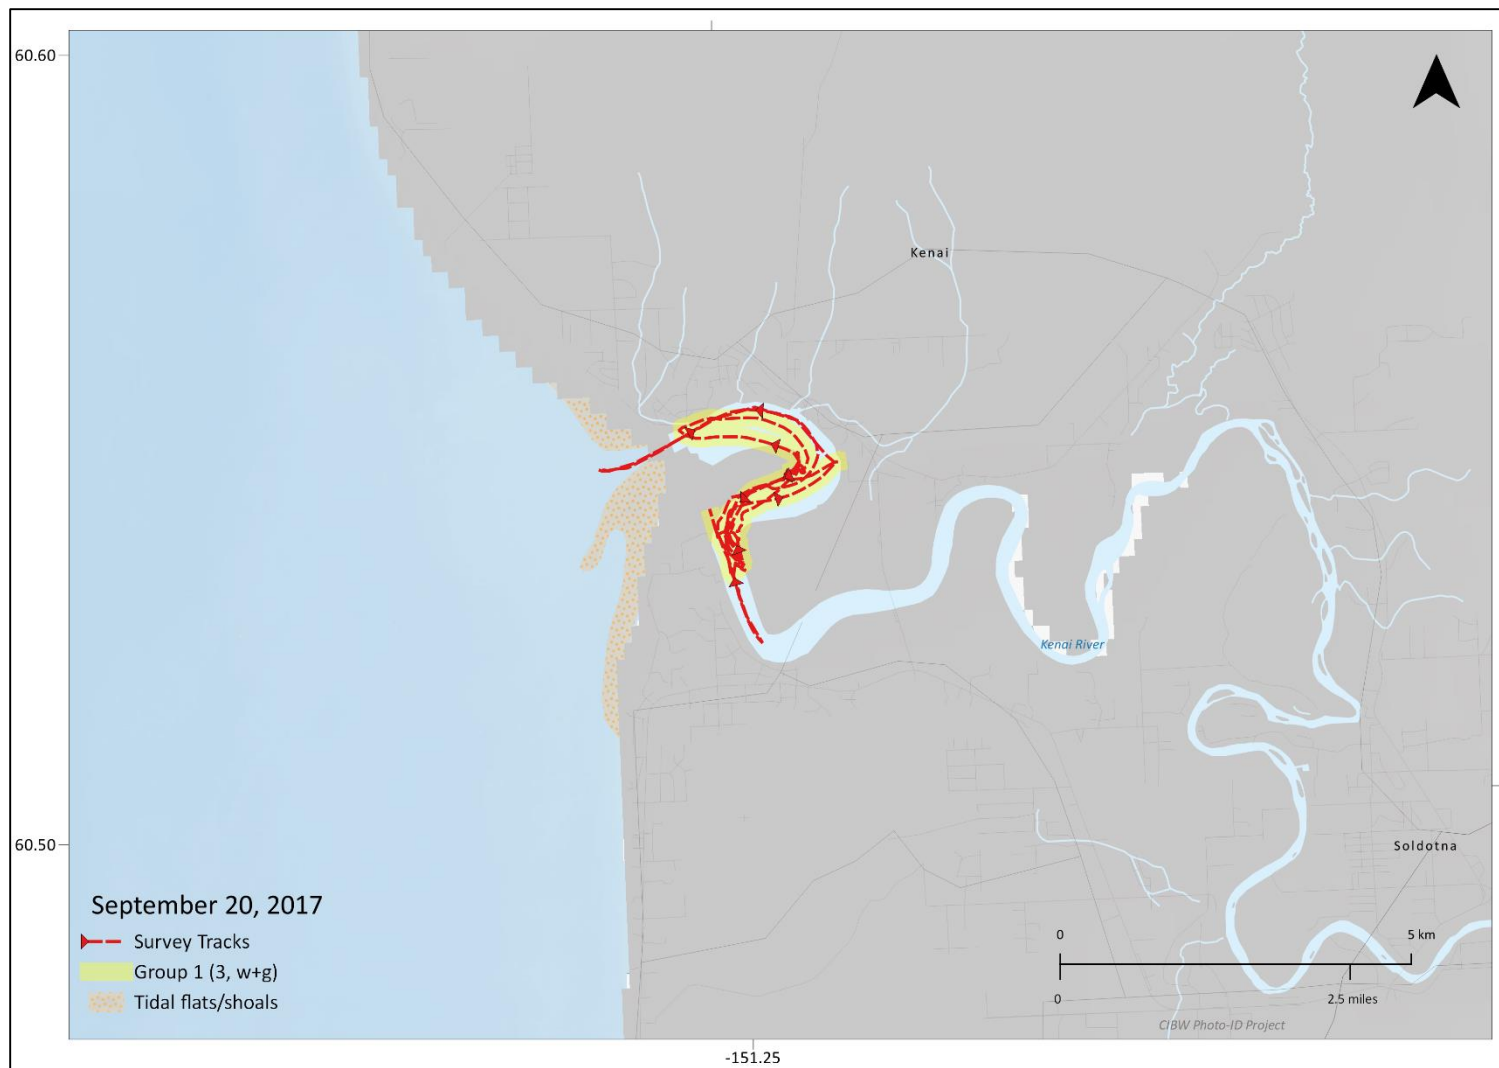 60.60
Kenai
Kenai River
60.50
Soldotna
September 20, 2017
Survey Tracks
Group 1 (3, w+g)
Tidal flats/shoals
0 5 km
0 2.5 miles
CIBW Photo-ID Project
-151.25